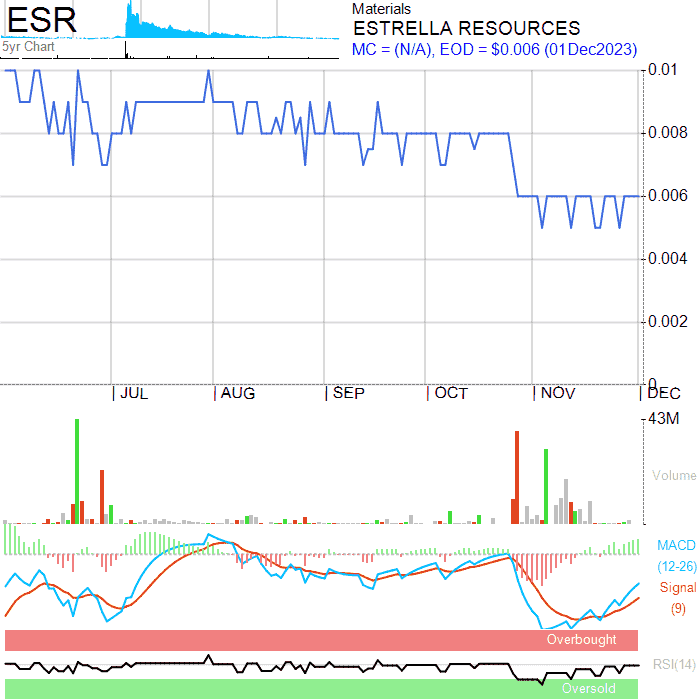 ESR
5yr Chart
Materials
ESTRELLA RESOURCES
MC = (N/A), EOD = $0.006 (01Dec2023)
0.01
0.008
0.006
0.004
0.002
0
JUL AUG SEP OCT NOV DEC
43M
Volume
MACD
(12-26)
Signal
(9)
Overbought
RSI(14)
Oversold